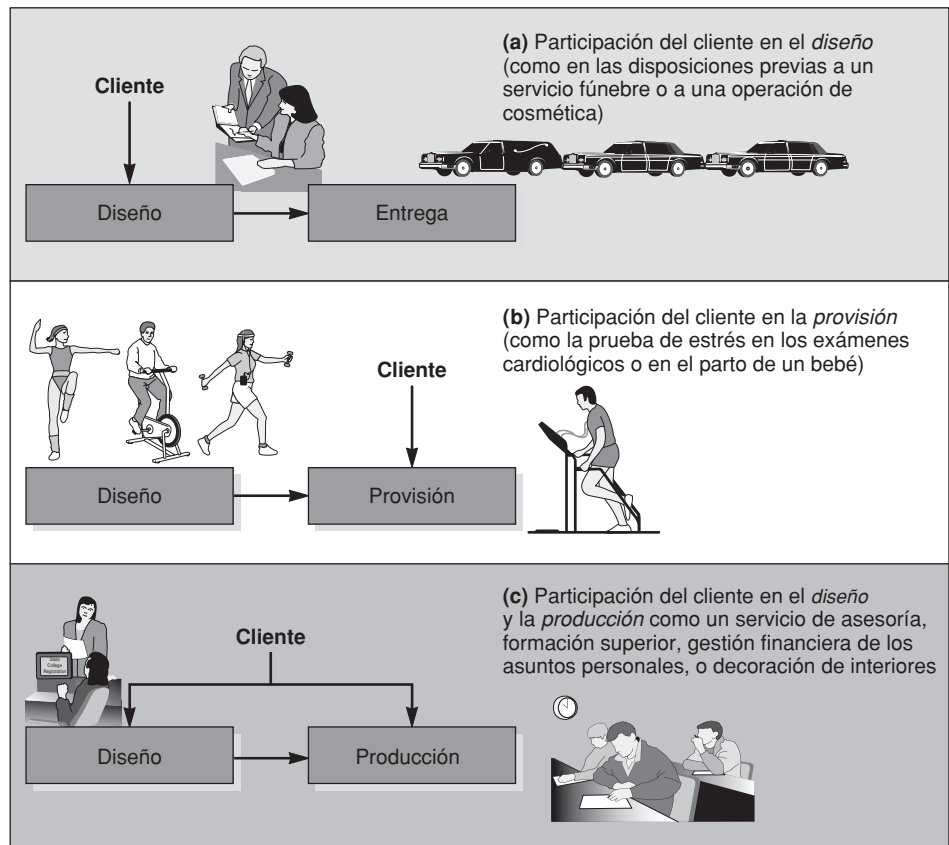 (a) Participación del cliente en el diseño
(como en las disposiciones previas a un
servicio fúnebre o a una operación de
cosmética)
Cliente
Diseño
Entrega
(b) Participación del cliente en la provisión
(como la prueba de estrés en los exámenes
cardiológicos o en el parto de un bebé)
Cliente
Diseño
Provisión
(c) Participación del cliente en el diseño
y la producción como un servicio de asesoría,
formación superior, gestión financiera de los
asuntos personales, o decoración de interiores
Cliente
State
College
Registration
Diseño
Producción